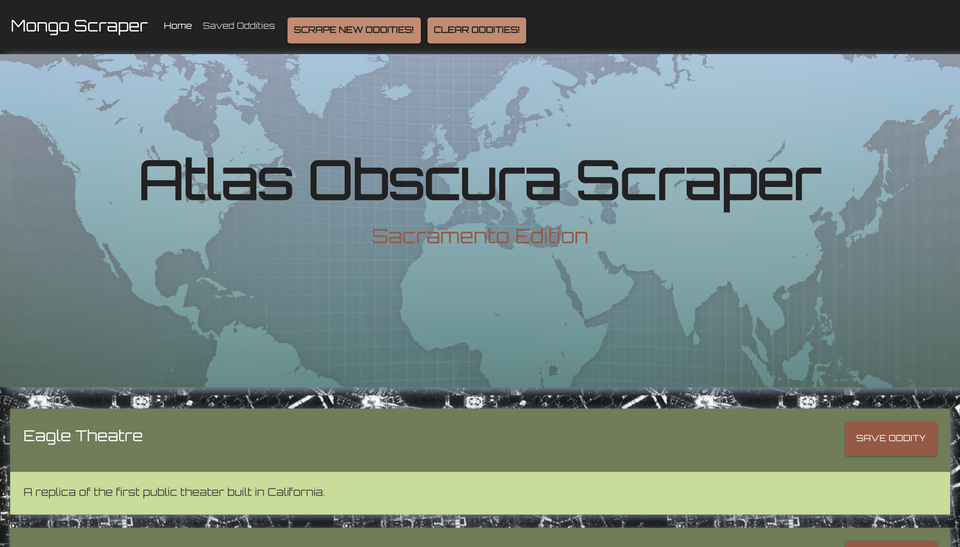 Mongo Scraper
Home
Saved Oddities
SCRAPE NEW ODDITIES!
CLEAR ODDITIES!
Atlas Obscura Scraper
Sacramento Edition
Eagle Theatre
SAVE ODDITY
A replica of the first public theater built in California.